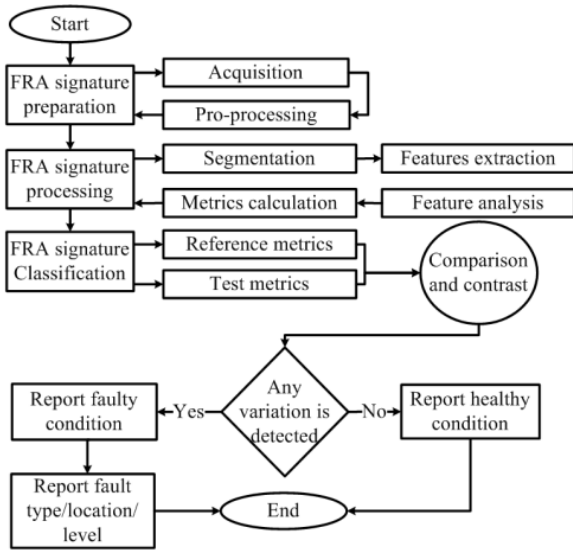 Start
FRA signature
preparation
Acquisition
Pro-processing
FRA signature
processing
Segmentation
Features extraction
Metrics calculation
Feature analysis
FRA signature
Classification
Reference metrics
Test metrics
Comparison
and contrast
Any
variation is
detected
Yes
No
Report faulty
condition
Report healthy
condition
Report fault
type/location/
level
End